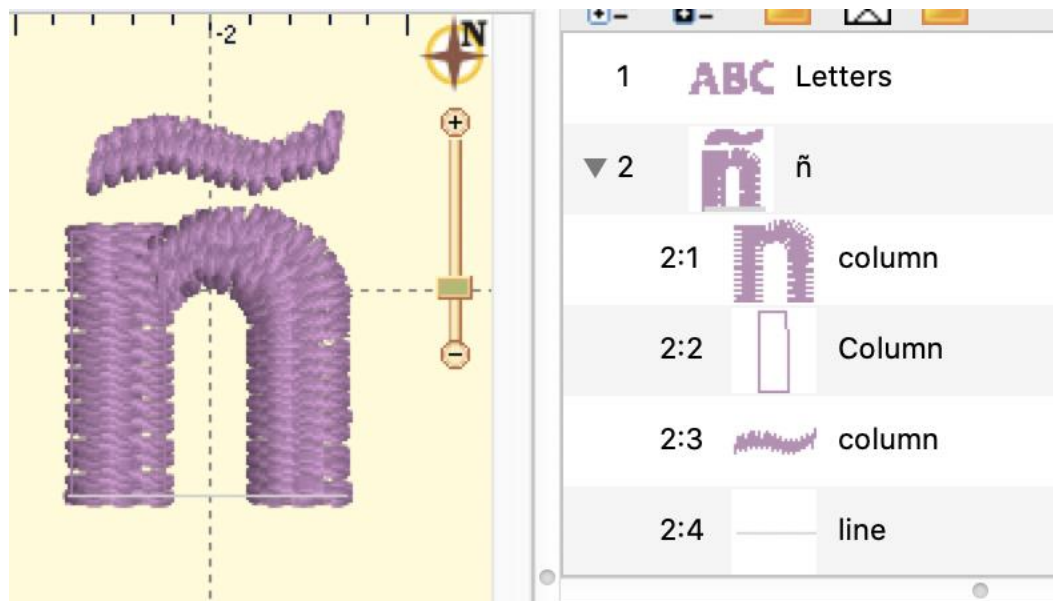 -2
N
ñ
1 ABC Letters
2 ñ ñ
2:1 n column
2:2 Column
2:3 column
2:4 line